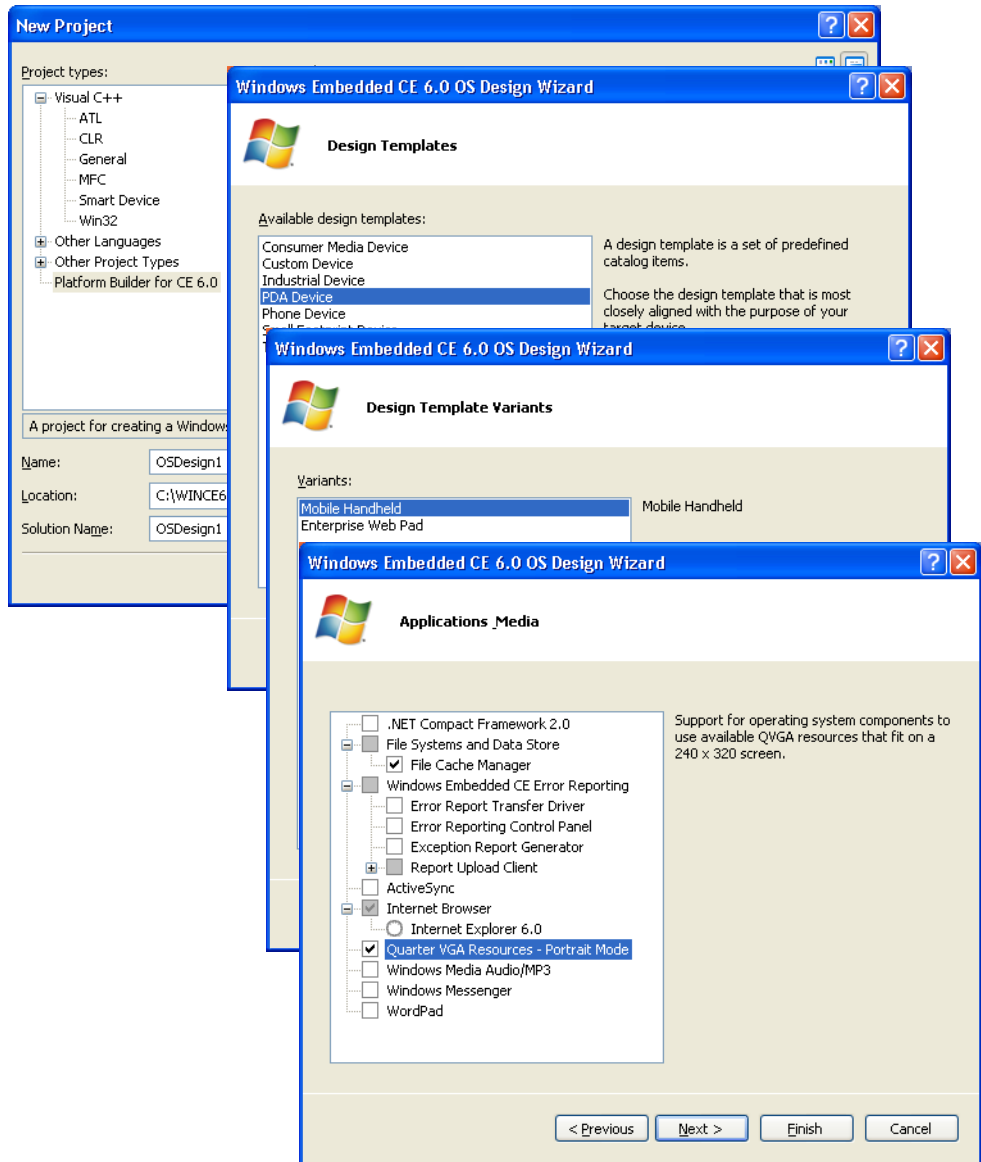 New Project
Project types:
Visual C++
ATL
CLR
General
MFC
Smart Device
Win32
Other Languages
Other Project Types
Platform Builder for CE 6.0
A project for creating a Windows
Name:
OSDesign1
Location:
C:\WINCE6
Solution Name:
OSDesign1
Windows Embedded CE 6.0 OS Design Wizard
Design Templates
Available design templates:
Consumer Media Device
Custom Device
Industrial Device
PDA Device
Phone Device
A design template is a set of predefined
catalog items.
Choose the design template that is most
closely aligned with the purpose of your
target device.
Windows Embedded CE 6.0 OS Design Wizard
Design Template Variants
Variants:
Mobile Handheld
Enterprise Web Pad
Mobile Handheld
Windows Embedded CE 6.0 OS Design Wizard
Applications _Media
.NET Compact Framework 2.0
File Systems and Data Store
File Cache Manager
Windows Embedded CE Error Reporting
Error Report Transfer Driver
Error Reporting Control Panel
Exception Report Generator
Report Upload Client
ActiveSync
Internet Browser
Internet Explorer 6.0
Quarter VGA Resources - Portrait Mode
Windows Media Audio/MP3
Windows Messenger
WordPad
Support for operating system components to
use available QVGA resources that fit on a
240 x 320 screen.
< Previous
Next >
Finish
Cancel